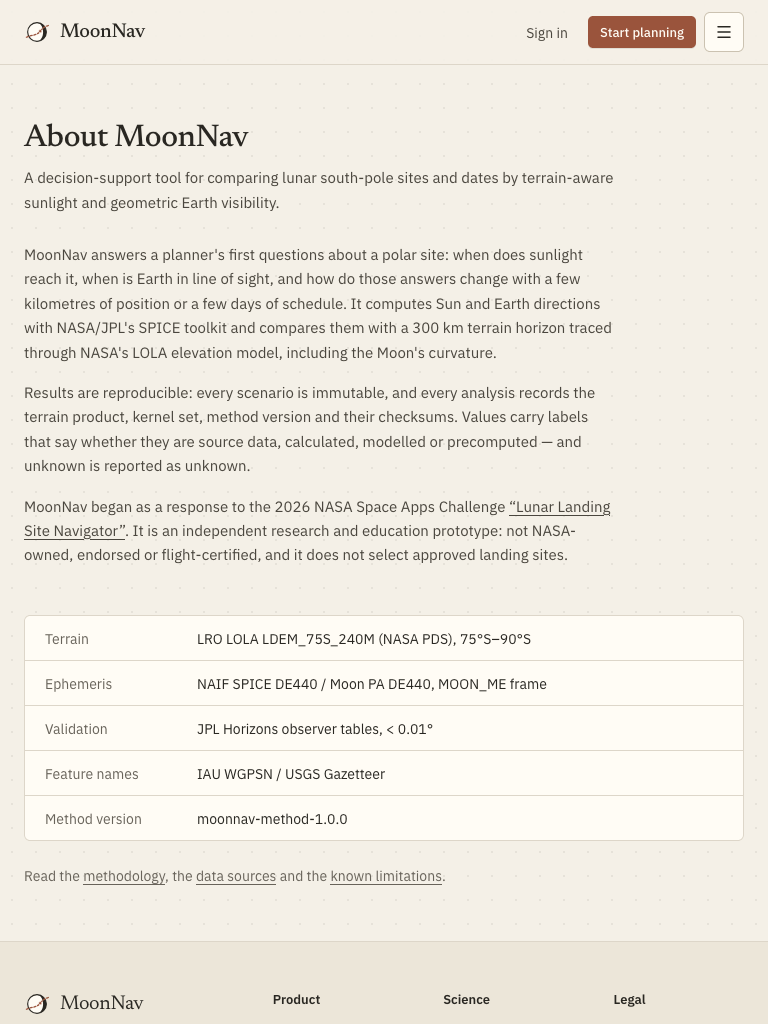 MoonNav
Sign in
Start planning
About MoonNav
A decision-support tool for comparing lunar south-pole sites and dates by terrain-aware
sunlight and geometric Earth visibility.
MoonNav answers a planner's first questions about a polar site: when does sunlight
reach it, when is Earth in line of sight, and how do those answers change with a few
kilometres of position or a few days of schedule. It computes Sun and Earth directions
with NASA/JPL's SPICE toolkit and compares them with a 300 km terrain horizon traced
through NASA's LOLA elevation model, including the Moon's curvature.
Results are reproducible: every scenario is immutable, and every analysis records the
terrain product, kernel set, method version and their checksums. Values carry labels
that say whether they are source data, calculated, modelled or precomputed — and
unknown is reported as unknown.
MoonNav began as a response to the 2026 NASA Space Apps Challenge “Lunar Landing
Site Navigator”. It is an independent research and education prototype: not NASA-
owned, endorsed or flight-certified, and it does not select approved landing sites.
Terrain LRO LOLA LDEM_75S_240M (NASA PDS), 75°S–90°S
Ephemeris NAIF SPICE DE440 / Moon PA DE440, MOON_ME frame
Validation JPL Horizons observer tables, < 0.01°
Feature names IAU WGPSN / USGS Gazetteer
Method version moonnav-method-1.0.0
Read the methodology, the data sources and the known limitations.
MoonNav
Product
Science
Legal